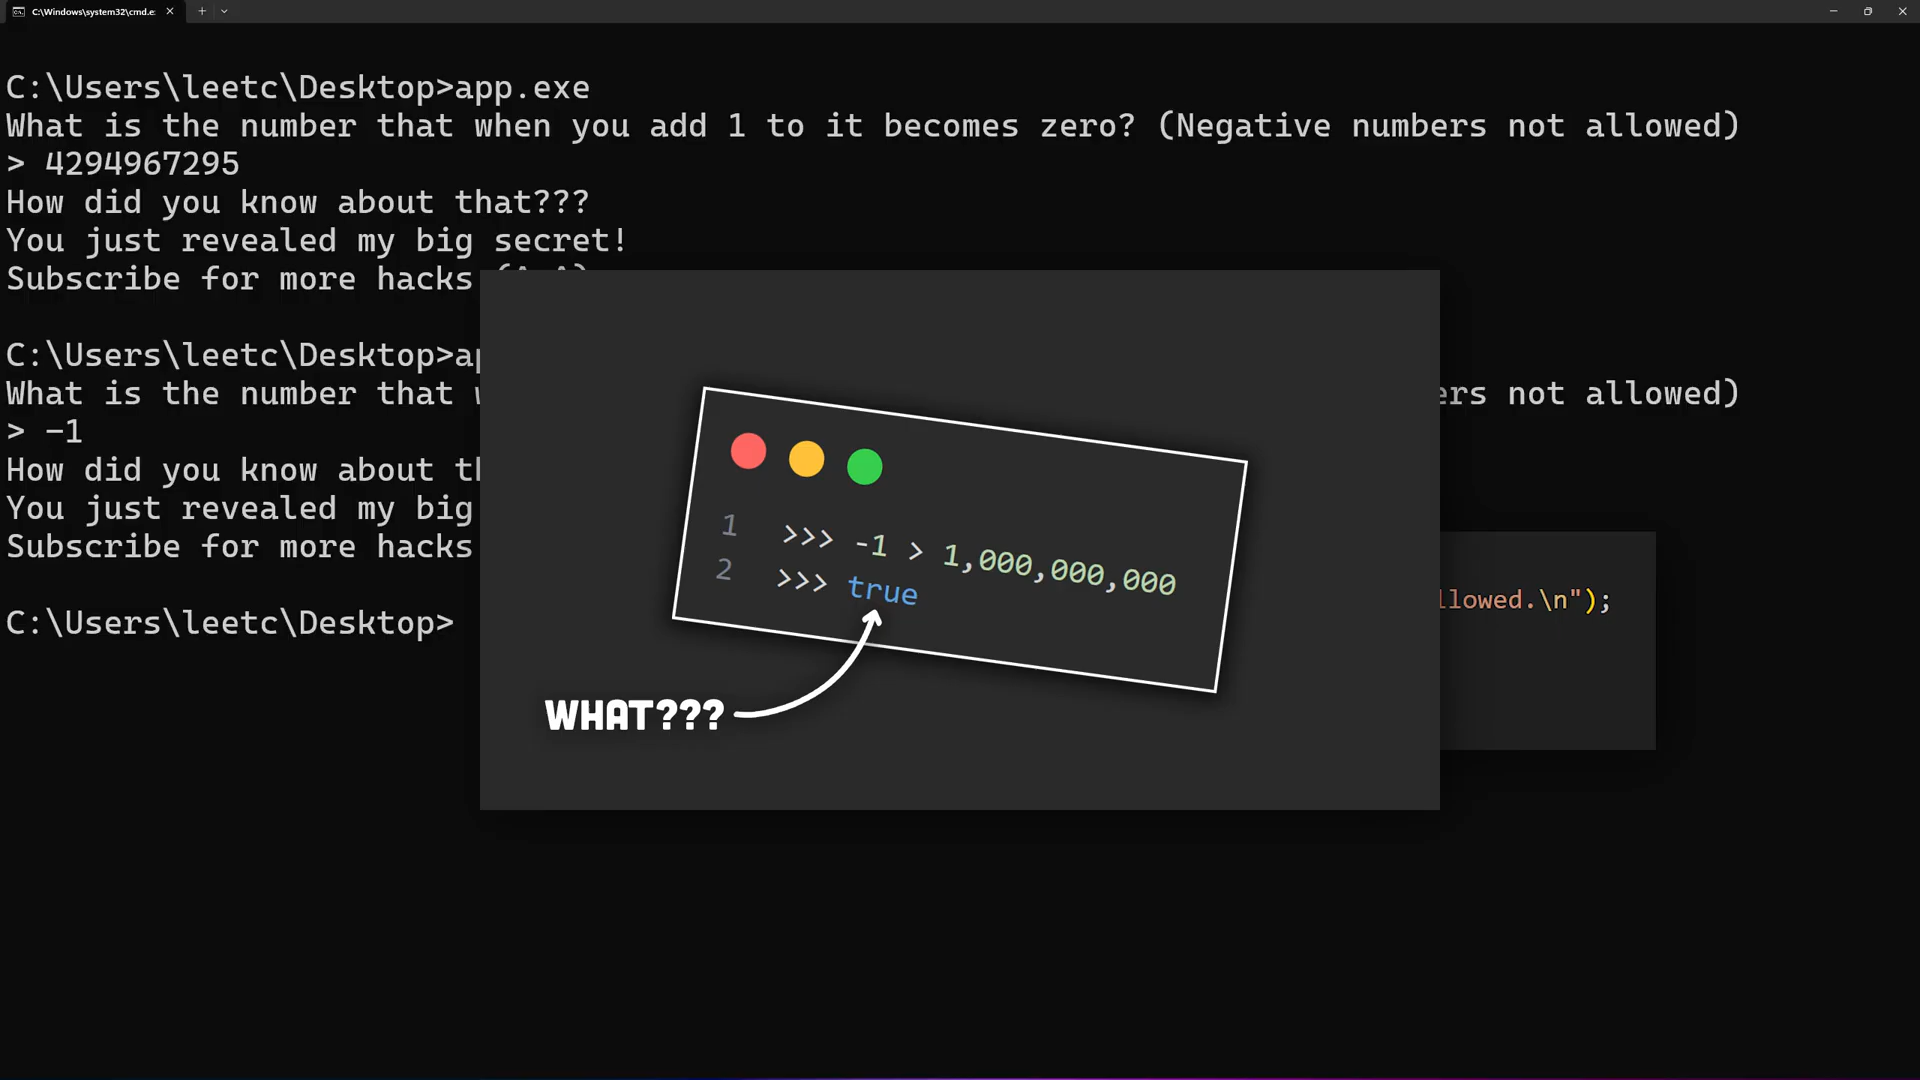 C:\Windows\system32\cmd.e
C:\Users\leetc\Desktop>app.exe
What is the number that when you add 1 to it becomes zero? (Negative numbers not allowed)
> 4294967295
How did you know about that???
You just revealed my big secret!
Subscribe for more hacks
C:\Users\leetc\Desktop>
What is the number that
not allowed)
> -1
How did you know about
You just revealed my big
Subscribe for more hacks
C:\Users\leetc\Desktop>
1 >>> -1 > 1,000,000,000
2 >>> true
WHAT???
llowed.\n");